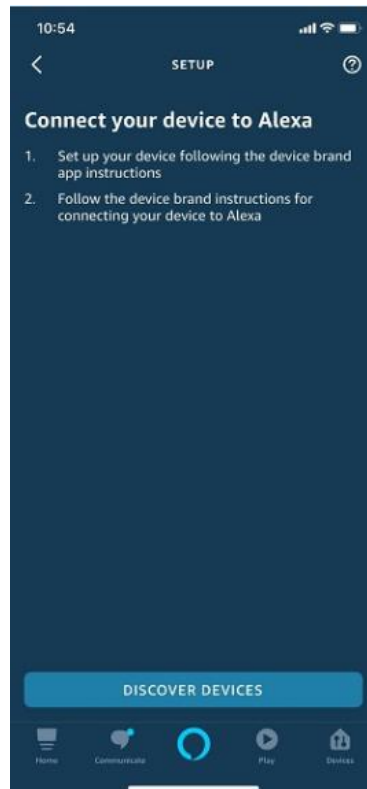 10:54
SETUP
Connect your device to Alexa
1. Set up your device following the device brand
app instructions
2. Follow the device brand instructions for
connecting your device to Alexa
DISCOVER DEVICES
Home Communicate Play Devices